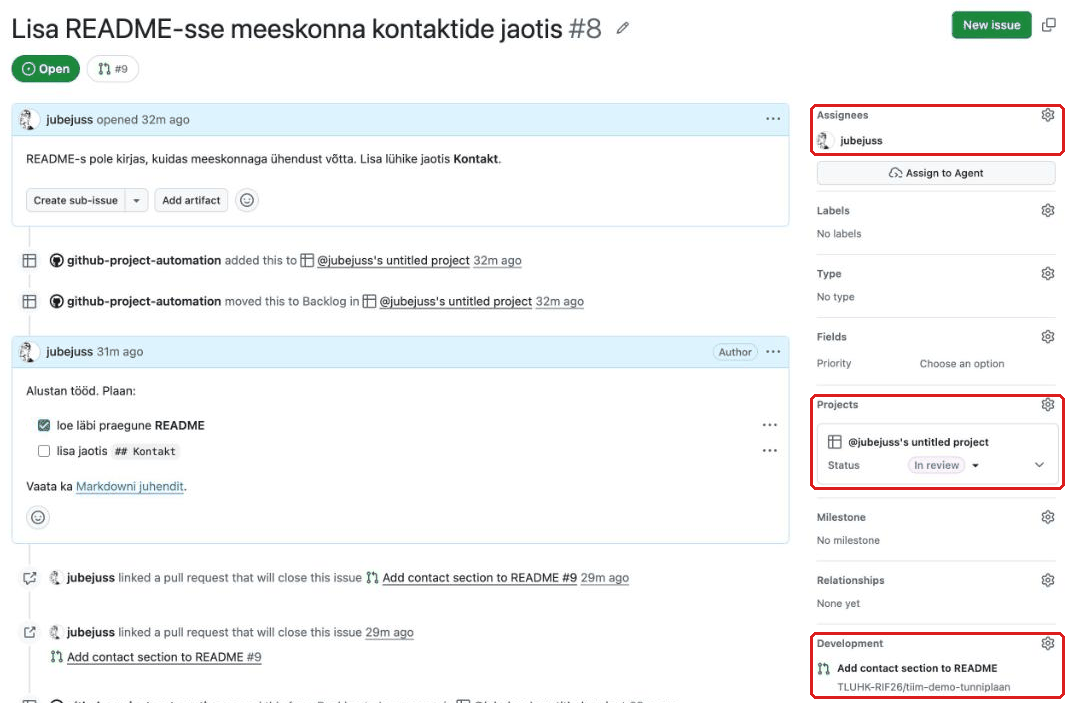 Lisa README-sse meeskonna kontaktide jaotis #8
New issue
Open
#9
jubejuss opened 32m ago
README-s pole kirjas, kuidas meeskonnaga ühendust võtta. Lisa lühike jaotis Kontakt.
Create sub-issue
Add artifact
github-project-automation added this to @jubejuss's untitled project 32m ago
github-project-automation moved this to Backlog in @jubejuss's untitled project 32m ago
jubejuss 31m ago
Author
Alustan tööd. Plaan:
loe läbi praegune README
lisa jaotis ## Kontakt
Vaata ka Markdowni juhendit.
jubejuss linked a pull request that will close this issue Add contact section to README #9 29m ago
jubejuss linked a pull request that will close this issue 29m ago
Add contact section to README #9
Assignees
jubejuss
Assign to Agent
Labels
No labels
Type
No type
Fields
Priority Choose an option
Projects
@jubejuss's untitled project
Status In review
Milestone
No milestone
Relationships
None yet
Development
Add contact section to README
TLUHK-RIF26/tiim-demo-tunniplaan